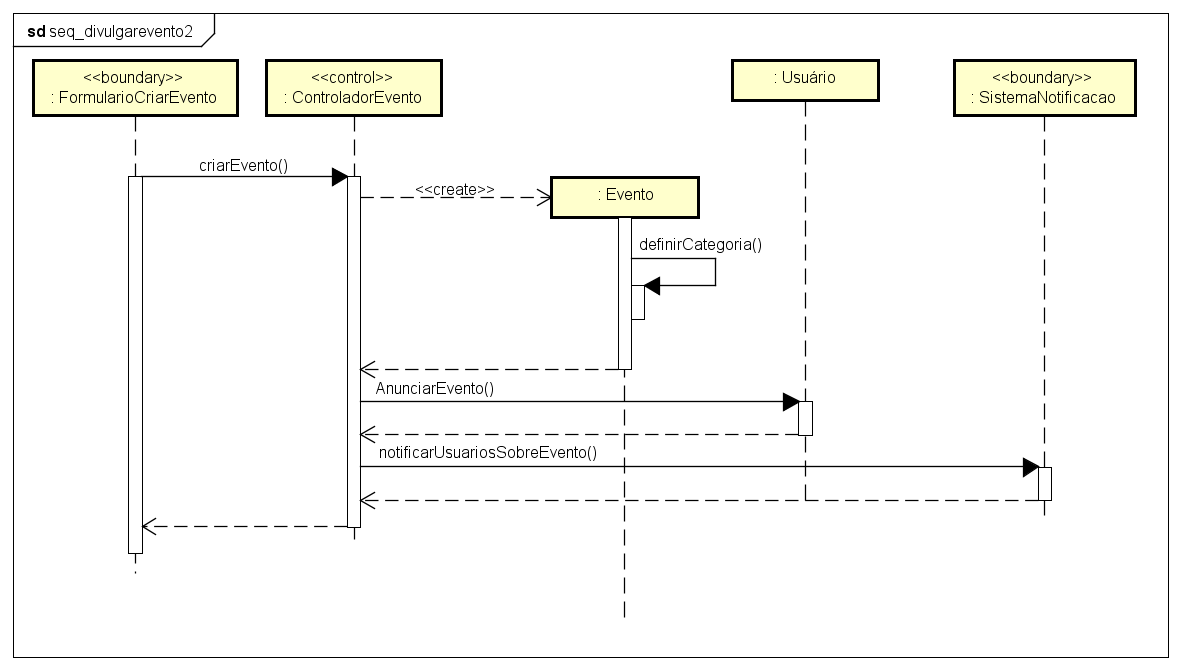 sd seq_divulgarevento2
<<boundary>>
: FormularioCriarEvento
<<control>>
: ControladorEvento
: Usuário
<<boundary>>
: SistemaNotificacao
criarEvento()
<<create>>
: Evento
definirCategoria()
AnunciarEvento()
notificarUsuariosSobreEvento()